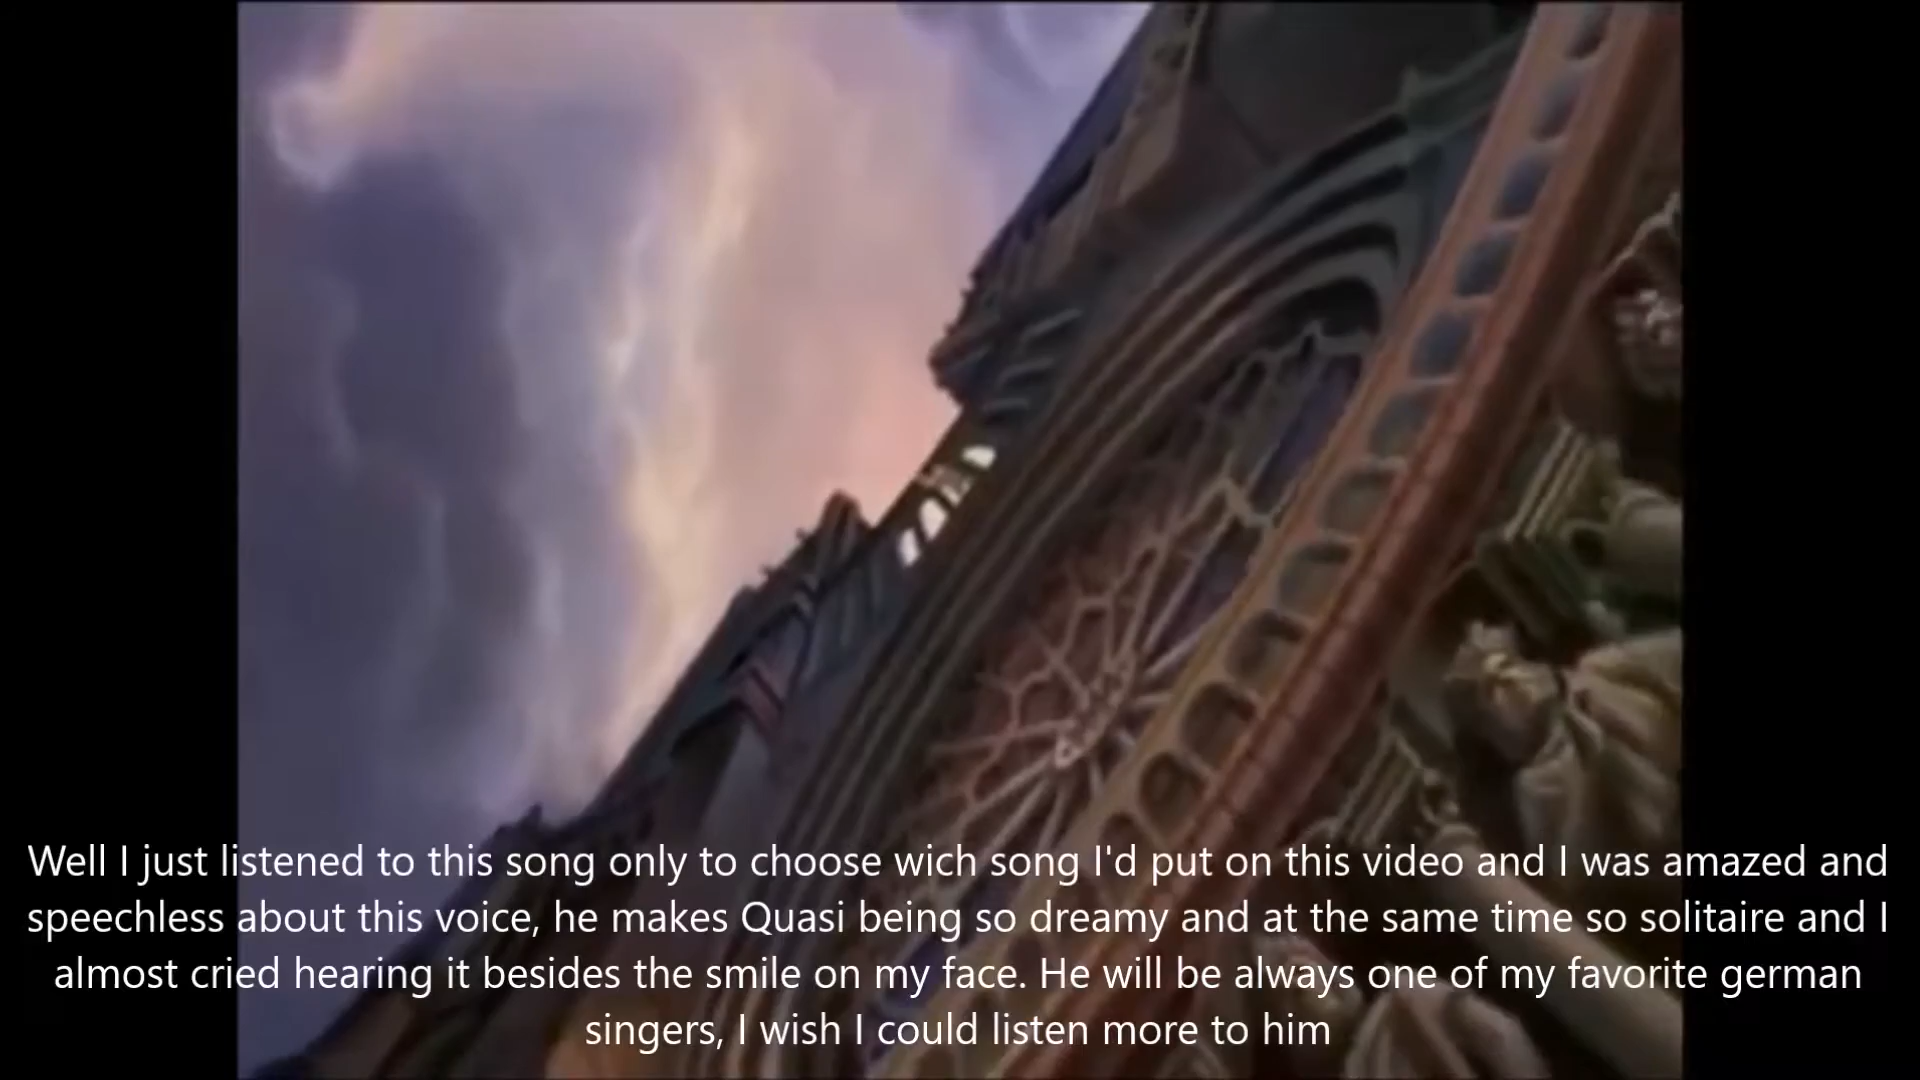 Well I just listened to this song only to choose wich song I'd put on this video and I was amazed and
speechless about this voice, he makes Quasi being so dreamy and at the same time so solitaire and I
almost cried hearing it besides the smile on my face. He will be always one of my favorite german
singers, I wish I could listen more to him